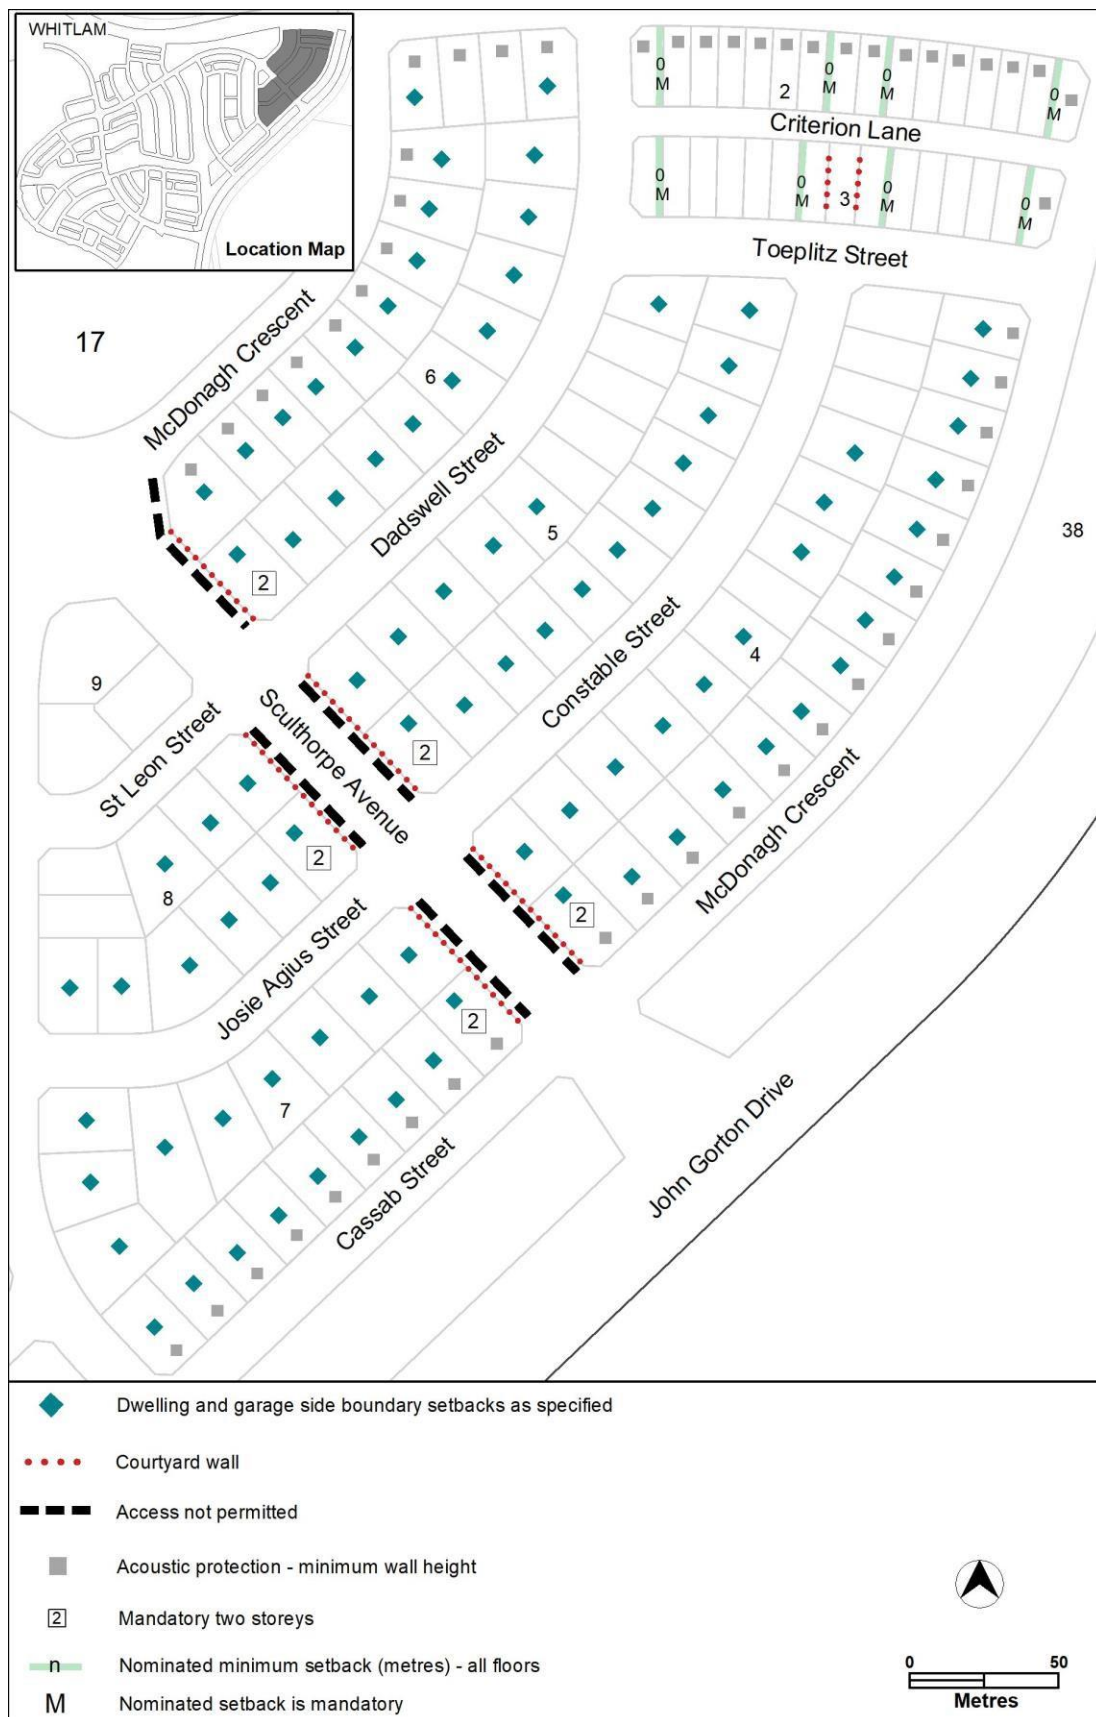 WHITLAM
Location Map
0
M
2
0
M
0
M
0
M
Criterion Lane
0
M
0
M
3
0
M
0
M
Toeplitz Street
17
McDonagh Crescent
6
Dadswell Street
5
38
2
Constable Street
4
9
St Leon Street
Sculthorpe Avenue
2
McDonagh Crescent
2
8
2
Josie Agius Street
2
7
Cassab Street
John Gorton Drive
Dwelling and garage side boundary setbacks as specified
Courtyard wall
Access not permitted
Acoustic protection - minimum wall height
2 Mandatory two storeys
n Nominated minimum setback (metres) - all floors
M Nominated setback is mandatory
0 50
Metres